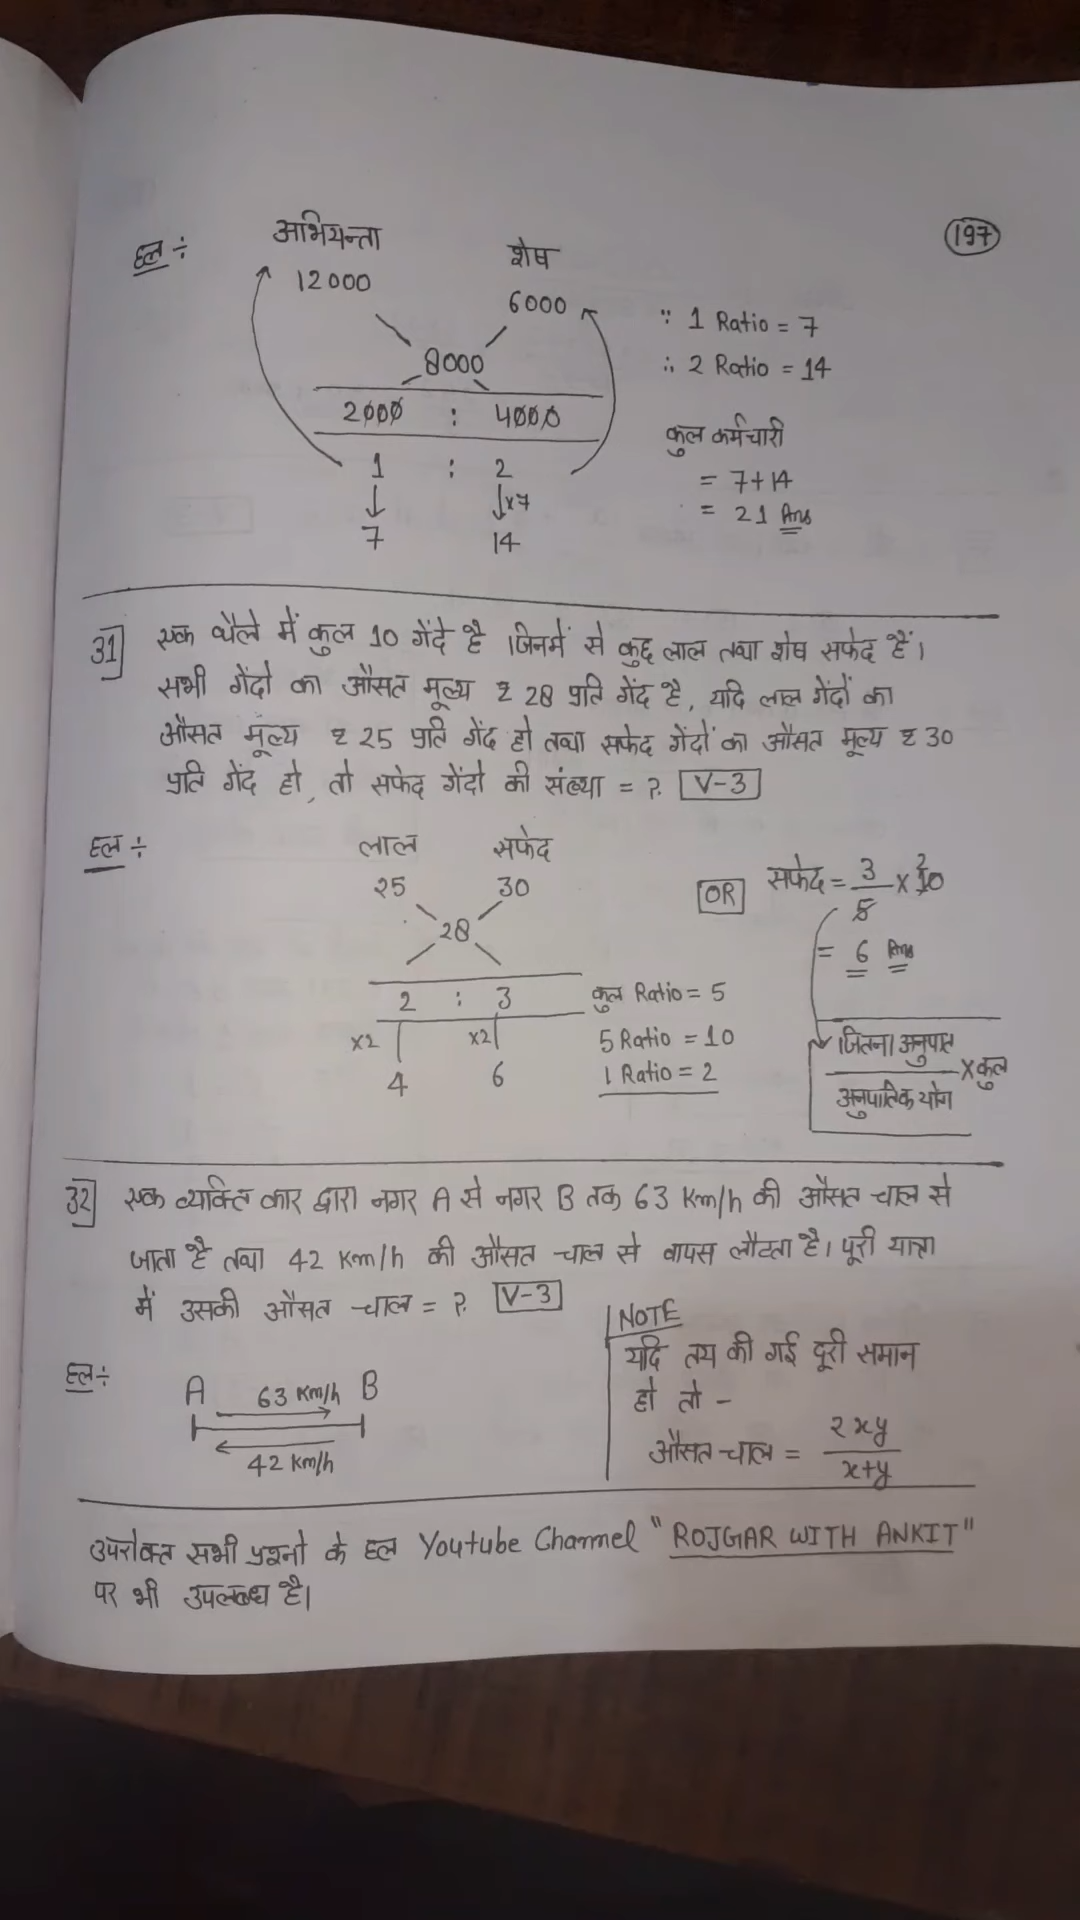 197
हल ÷
अभियन्ता शेष
12000 6000
8000
2000 : 4000
1 : 2
×7
7 14
∵ 1 Ratio = 7
∴ 2 Ratio = 14
कुल कर्मचारी
= 7+14
= 21 Ans
31] एक थैले में कुल 10 गेंदे है जिनमें से कुछ लाल तथा शेष सफेद हैं।
सभी गेंदो का औसत मूल्य ₹ 28 प्रति गेंद है, यदि लाल गेंदों का
औसत मूल्य ₹ 25 प्रति गेंद हो तथा सफेद गेंदों का औसत मूल्य ₹ 30
प्रति गेंद हो, तो सफेद गेंदो की संख्या = ? V-3
हल ÷
लाल सफेद
25 30
28
2 : 3
×2 ×2
4 6
कुल Ratio = 5
5 Ratio = 10
1 Ratio = 2
OR
सफेद = 3/5 × 10 2
= 6 Ans
जितना अनुपात
× कुल
अनुपातिक योग
32] एक व्यक्ति कार द्वारा नगर A से नगर B तक 63 Km/h की औसत चाल से
जाता है तथा 42 Km/h की औसत चाल से वापस लौटता है। पूरी यात्रा
में उसकी औसत चाल = ? V-3
हल ÷
A 63 Km/h B
42 Km/h
NOTE
यदि तय की गई दूरी समान
हो तो -
औसत चाल = 2xy/x+y
उपरोक्त सभी प्रश्नो के हल Youtube Channel "ROJGAR WITH ANKIT"
पर भी उपलब्ध है।